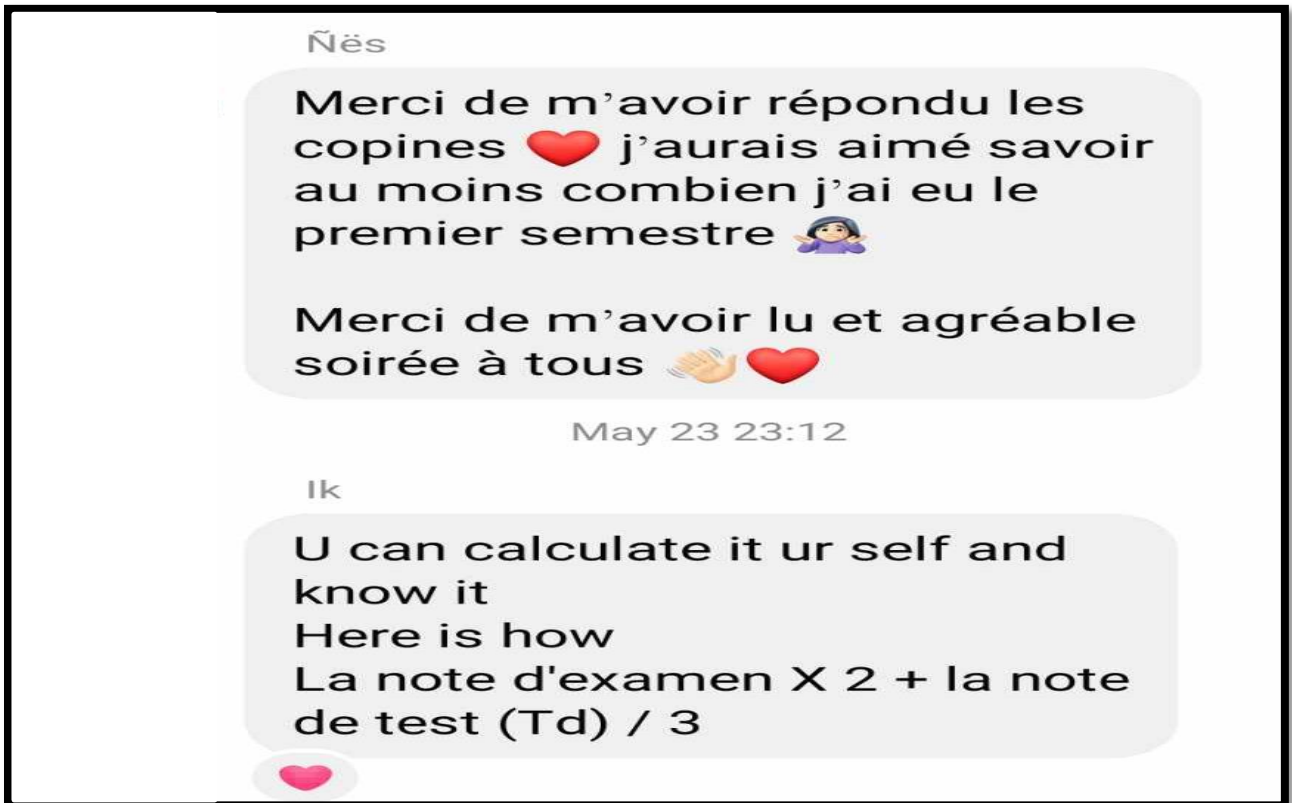 Ñës
Merci de m’avoir répondu les
copines ❤️ j’aurais aimé savoir
au moins combien j’ai eu le
premier semestre 🤷🏻‍♀️
Merci de m’avoir lu et agréable
soirée à tous 👋🏻❤️
May 23 23:12
Ik
U can calculate it ur self and
know it
Here is how
La note d'examen X 2 + la note
de test (Td) / 3